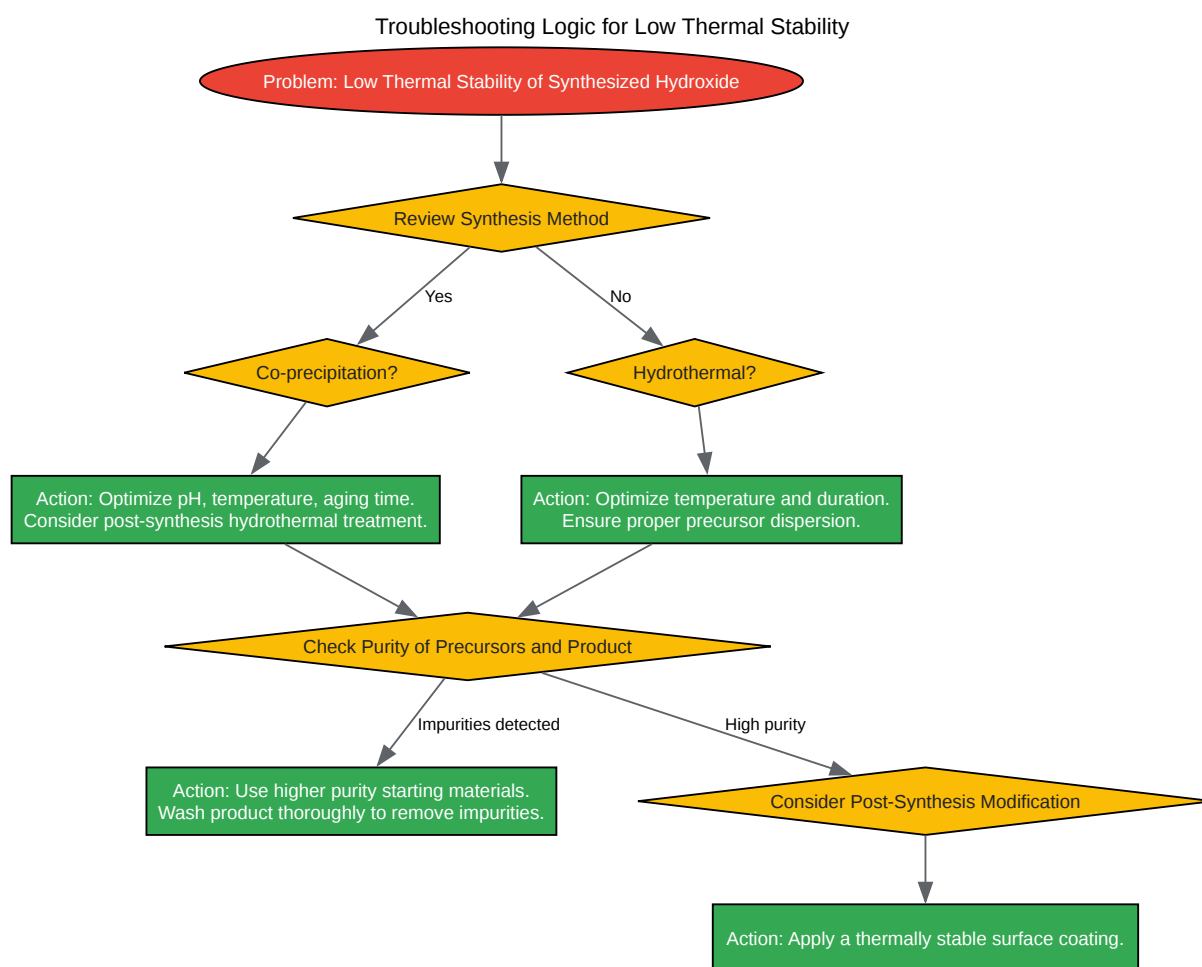 Troubleshooting Logic for Low Thermal Stability
Problem: Low Thermal Stability of Synthesized Hydroxide
Review Synthesis Method
Yes
No
Co-precipitation?
Hydrothermal?
Action: Optimize pH, temperature, aging time.
Consider post-synthesis hydrothermal treatment.
Action: Optimize temperature and duration.
Ensure proper precursor dispersion.
Check Purity of Precursors and Product
Impurities detected
High purity
Action: Use higher purity starting materials.
Wash product thoroughly to remove impurities.
Consider Post-Synthesis Modification
Action: Apply a thermally stable surface coating.